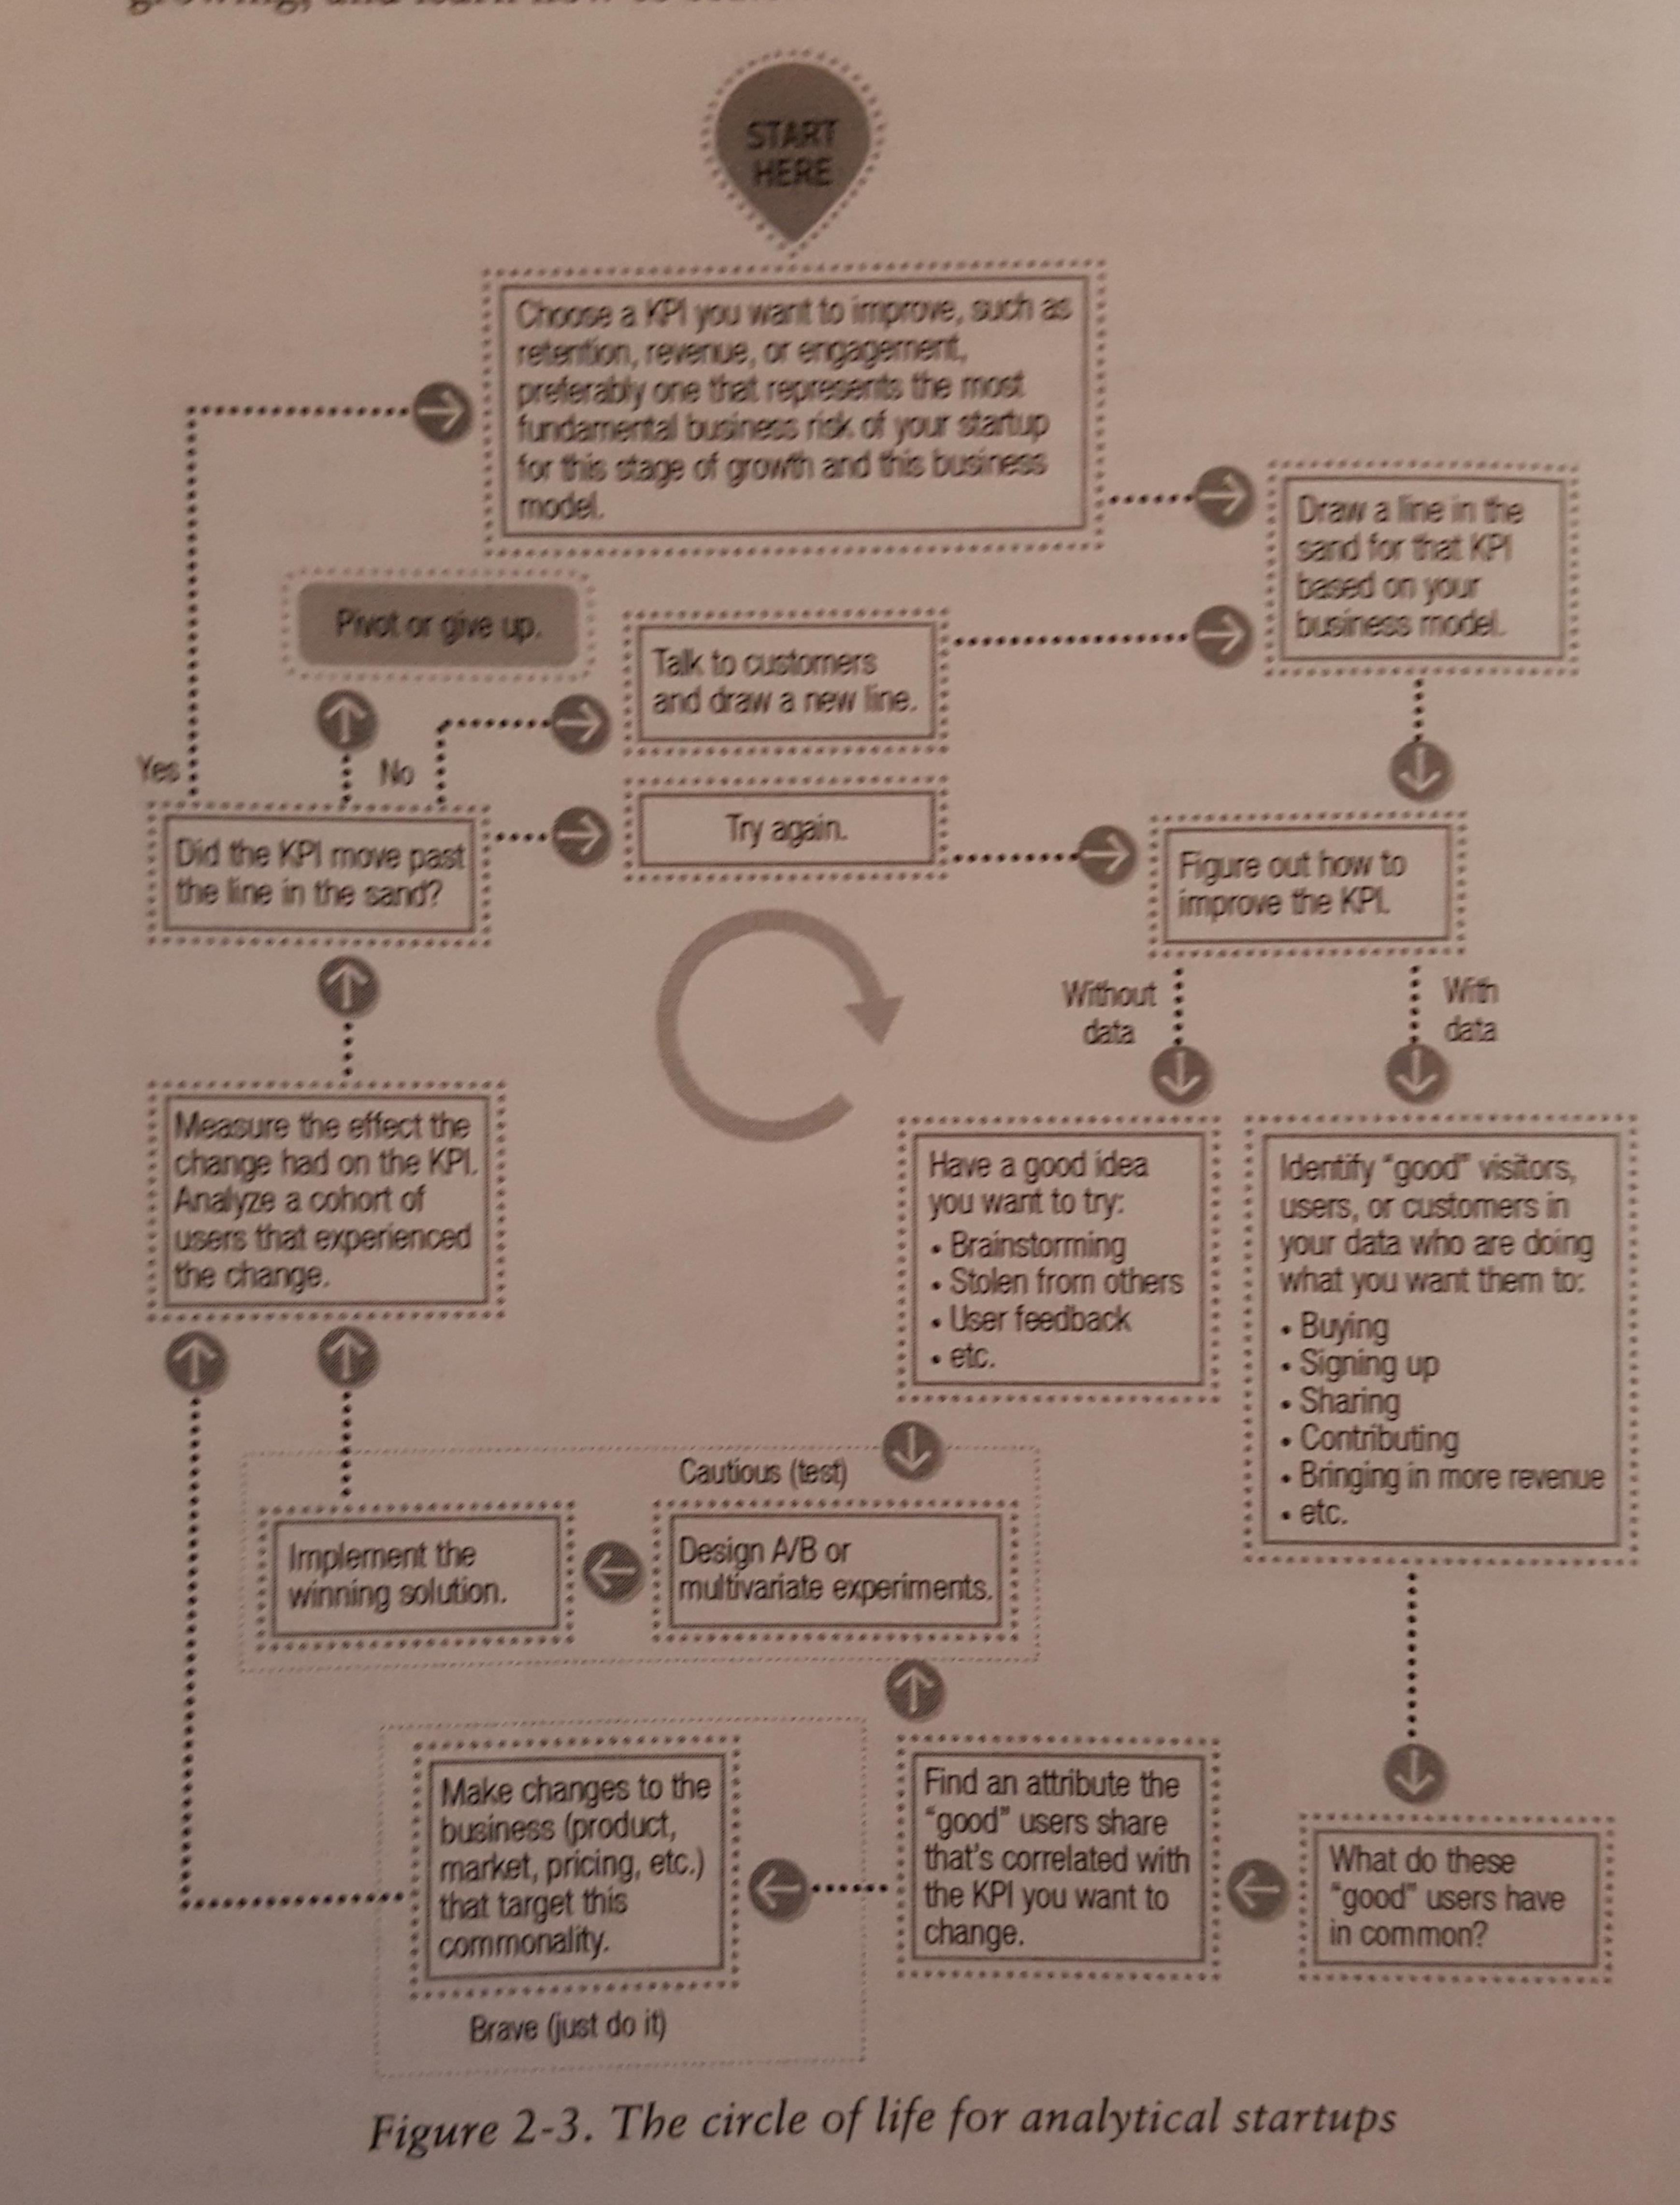 growing, and learn how to
START
HERE
Choose a KPI you want to improve, such as
retention, revenue, or engagement,
preferably one that represents the most
fundamental business risk of your startup
for this stage of growth and this business
model.
Draw a line in the
sand for that KPI
based on your
business model.
Pivot or give up.
Talk to customers
and draw a new line.
Yes
No
Try again.
Did the KPI move past
the line in the sand?
Figure out how to
improve the KPI.
Without
data
With
data
Measure the effect the
change had on the KPI.
Analyze a cohort of
users that experienced
the change.
Have a good idea
you want to try:
• Brainstorming
• Stolen from others
• User feedback
• etc.
Identify “good” visitors,
users, or customers in
your data who are doing
what you want them to:
• Buying
• Signing up
• Sharing
• Contributing
• Bringing in more revenue
• etc.
Cautious (test)
Implement the
winning solution.
Design A/B or
multivariate experiments.
Make changes to the
business (product,
market, pricing, etc.)
that target this
commonality.
Brave (just do it)
Find an attribute the
“good” users share
that's correlated with
the KPI you want to
change.
What do these
“good” users have
in common?
Figure 2-3. The circle of life for analytical startups